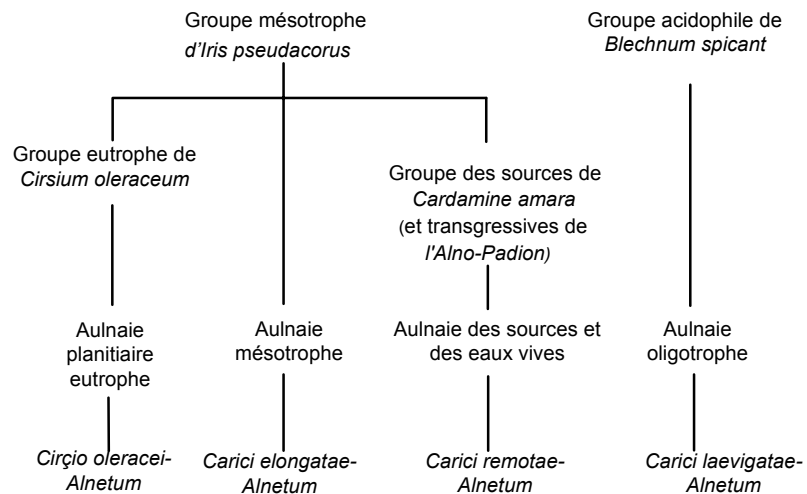 Groupe mésotrophe
d'Iris pseudacorus
Groupe acidophile de
Blechnum spicant
Groupe eutrophe de
Cirsium oleraceum
Groupe des sources de
Cardamine amara
(et transgressives de
l'Alno-Padion)
Aulnaie
planitiaire
eutrophe
Aulnaie
mésotrophe
Aulnaie des sources et
des eaux vives
Aulnaie
oligotrophe
Cirçio oleracei-
Alnetum
Carici elongatae-
Alnetum
Carici remotae-
Alnetum
Carici laevigatae-
Alnetum